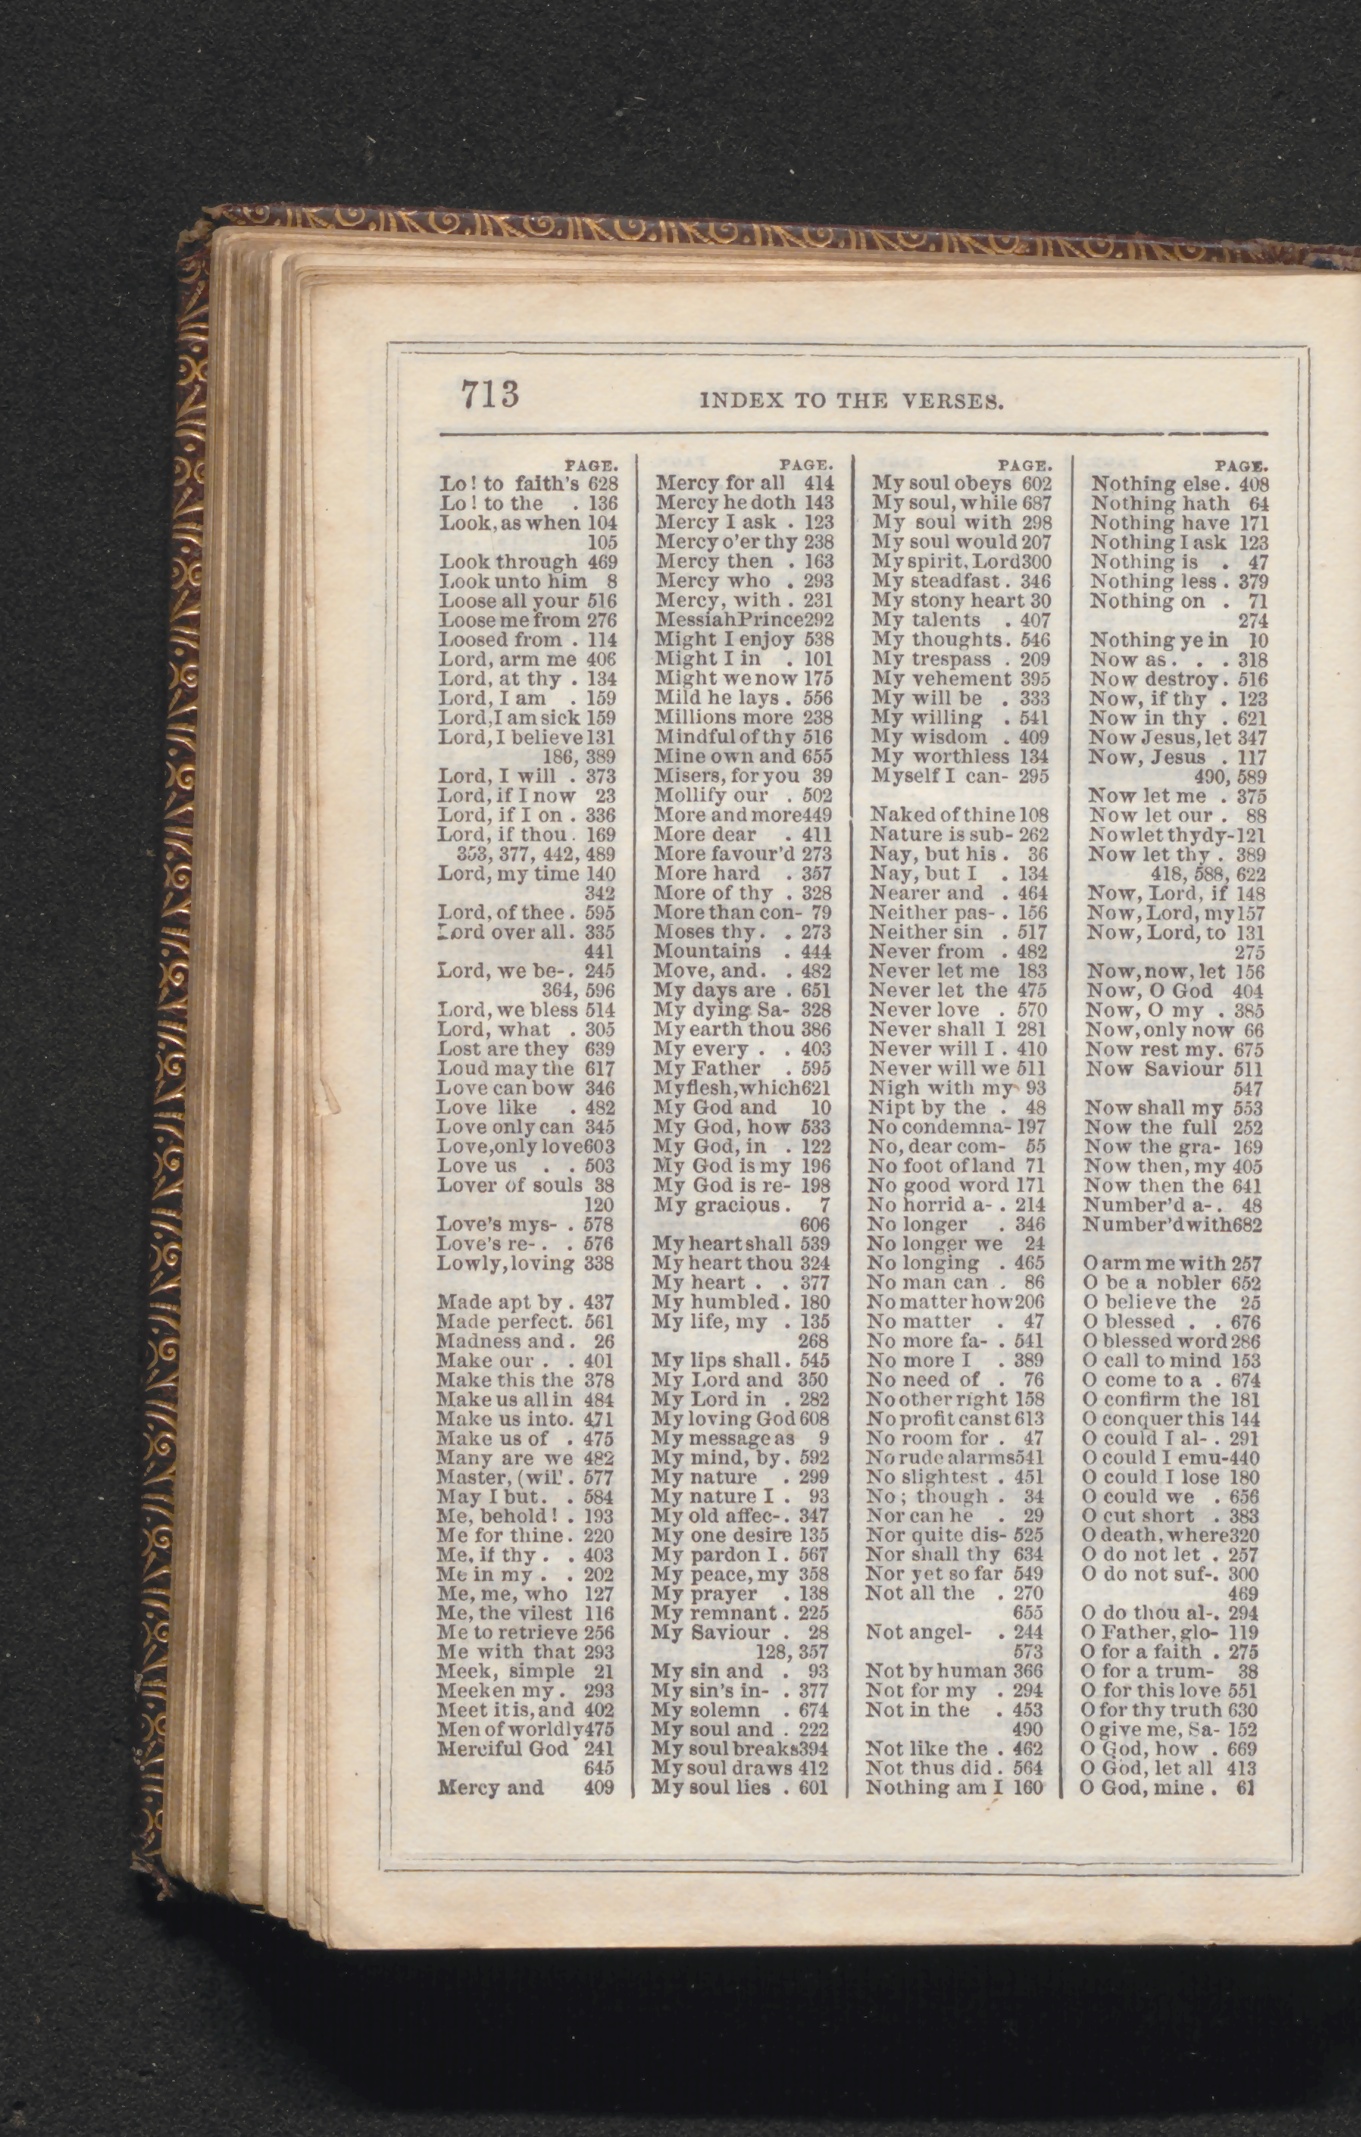 713
INDEX TO THE VERSES.
PAGE.
Lo! to faith's 628
Lo! to the . 136
Look, as when 104
105
Look through 469
Look unto him 8
Loose all your 516
Loose me from 276
Loosed from . 114
Lord, arm me 406
Lord, at thy . 134
Lord, I am . 159
Lord, I am sick 159
Lord, I believe 131
186, 389
Lord, I will . 373
Lord, if I now 23
Lord, if I on . 336
Lord, if thou . 169
353, 377, 442, 489
Lord, my time 140
342
Lord, of thee . 595
Lord over all . 335
441
Lord, we be- . 245
364, 596
Lord, we bless 514
Lord, what . 305
Lost are they 639
Loud may the 617
Love can bow 346
Love like . 482
Love only can 345
Love, only love 603
Love us . . 503
Lover of souls 38
120
Love's mys- . 578
Love's re- . . 576
Lowly, loving 338
Made apt by . 437
Made perfect . 561
Madness and . 26
Make our . . 401
Make this the 378
Make us all in 484
Make us into . 471
Make us of . 475
Many are we 482
Master, (wil' . 577
May I but . . 584
Me, behold! . 193
Me for thine . 220
Me, if thy . . 403
Me in my . . 202
Me, me, who 127
Me, the vilest 116
Me to retrieve 256
Me with that 293
Meek, simple 21
Meeken my . 293
Meet it is, and 402
Men of worldly 475
Merciful God 241
645
Mercy and 409
PAGE.
Mercy for all 414
Mercy he doth 143
Mercy I ask . 123
Mercy o'er thy 238
Mercy then . 163
Mercy who . 293
Mercy, with . 231
Messiah Prince 292
Might I enjoy 538
Might I in . 101
Might we now 175
Mild he lays . 556
Millions more 238
Mindful of thy 516
Mine own and 655
Misers, for you 39
Mollify our . 502
More and more 449
More dear . 411
More favour'd 273
More hard . 357
More of thy . 328
More than con- 79
Moses thy . . 273
Mountains . 444
Move, and . . 482
My days are . 651
My dying Sa- 328
My earth thou 386
My every . . 403
My Father . 595
My flesh, which 621
My God and 10
My God, how 533
My God, in . 122
My God is my 196
My God is re- 198
My gracious . 7
606
My heart shall 539
My heart thou 324
My heart . . 377
My humbled . 180
My life, my . 135
268
My lips shall . 545
My Lord and 350
My Lord in . 282
My loving God 608
My message as 9
My mind, by . 592
My nature . 299
My nature I . 93
My old affec- . 347
My one desire 135
My pardon I . 567
My peace, my 358
My prayer . 138
My remnant . 225
My Saviour . 28
128, 357
My sin and . 93
My sin's in- . 377
My solemn . 674
My soul and . 222
My soul breaks 394
My soul draws 412
My soul lies . 601
PAGE.
My soul obeys 602
My soul, while 687
My soul with 298
My soul would 207
My spirit, Lord 300
My steadfast . 346
My stony heart 30
My talents . 407
My thoughts . 546
My trespass . 209
My vehement 395
My will be . 333
My willing . 541
My wisdom . 409
My worthless 134
Myself I can- 295
Naked of thine 108
Nature is sub- 262
Nay, but his . 36
Nay, but I . 134
Nearer and . 464
Neither pas- . 156
Neither sin . 517
Never from . 482
Never let me 183
Never let the 475
Never love . 570
Never shall I 281
Never will I . 410
Never will we 511
Nigh with my 93
Nipt by the . 48
No condemna- 197
No, dear com- 55
No foot of land 71
No good word 171
No horrid a- . 214
No longer . 346
No longer we 24
No longing . 465
No man can . 86
No matter how 206
No matter . 47
No more fa- . 541
No more I . 389
No need of . 76
No other right 158
No profit canst 613
No room for . 47
No rude alarms 541
No slightest . 451
No; though . 34
Nor can he . 29
Nor quite dis- 525
Nor shall thy 634
Nor yet so far 549
Not all the . 270
655
Not angel- . 244
573
Not by human 366
Not for my . 294
Not in the . 453
490
Not like the . 462
Not thus did . 564
Nothing am I 160
PAGE.
Nothing else . 408
Nothing hath 64
Nothing have 171
Nothing I ask 123
Nothing is . 47
Nothing less . 379
Nothing on . 71
274
Nothing ye in 10
Now as . . . 318
Now destroy . 516
Now, if thy . 123
Now in thy . 621
Now Jesus, let 347
Now, Jesus . 117
490, 589
Now let me . 375
Now let our . 88
Now let thy dy- 121
Now let thy . 389
418, 588, 622
Now, Lord, if 148
Now, Lord, my 157
Now, Lord, to 131
275
Now, now, let 156
Now, O God 404
Now, O my . 385
Now, only now 66
Now rest my . 675
Now Saviour 511
547
Now shall my 553
Now the full 252
Now the gra- 169
Now then, my 405
Now then the 641
Number'd a- . 48
Number'd with 682
O arm me with 257
O be a nobler 652
O believe the 25
O blessed . . 676
O blessed word 286
O call to mind 153
O come to a . 674
O confirm the 181
O conquer this 144
O could I al- . 291
O could I emu- 440
O could I lose 180
O could we . 656
O cut short . 383
O death, where 320
O do not let . 257
O do not suf- . 300
469
O do thou al- . 294
O Father, glo- 119
O for a faith . 275
O for a trum- 38
O for this love 551
O for thy truth 630
O give me, Sa- 152
O God, how . 669
O God, let all 413
O God, mine . 61